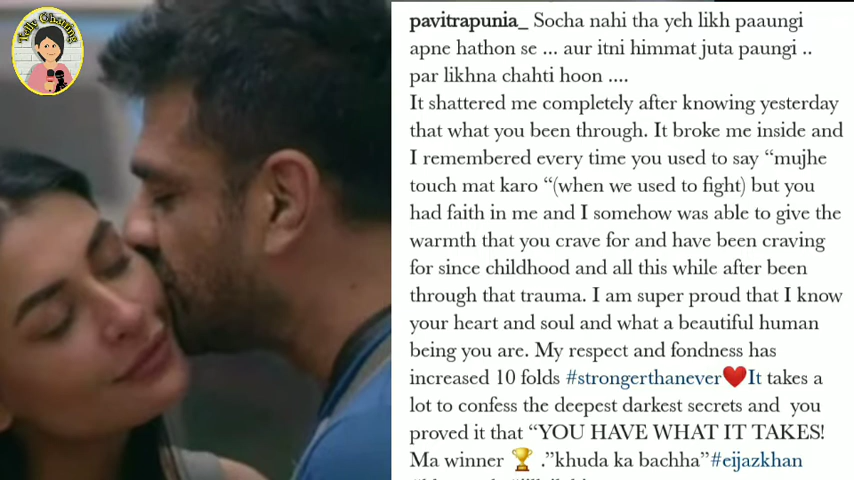 Telly Chatting
pavitrapunia_ Socha nahi tha yeh likh paaungi
apne hathon se ... aur itni himmat juta paungi ..
par likhna chahti hoon ....
It shattered me completely after knowing yesterday
that what you been through. It broke me inside and
I remembered every time you used to say “mujhe
touch mat karo “(when we used to fight) but you
had faith in me and I somehow was able to give the
warmth that you crave for and have been craving
for since childhood and all this while after been
through that trauma. I am super proud that I know
your heart and soul and what a beautiful human
being you are. My respect and fondness has
increased 10 folds #strongerthanever❤️It takes a
lot to confess the deepest darkest secrets and you
proved it that “YOU HAVE WHAT IT TAKES!
Ma winner 🏆 .”khuda ka bachha”#eijazkhan